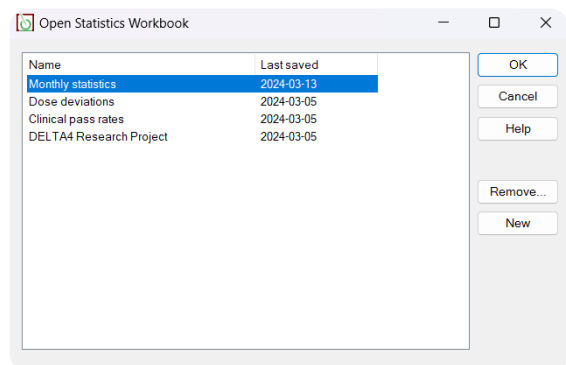 Open Statistics Workbook
Name Last saved
Monthly statistics 2024-03-13
Dose deviations 2024-03-05
Clinical pass rates 2024-03-05
DELTA4 Research Project 2024-03-05
OK
Cancel
Help
Remove...
New